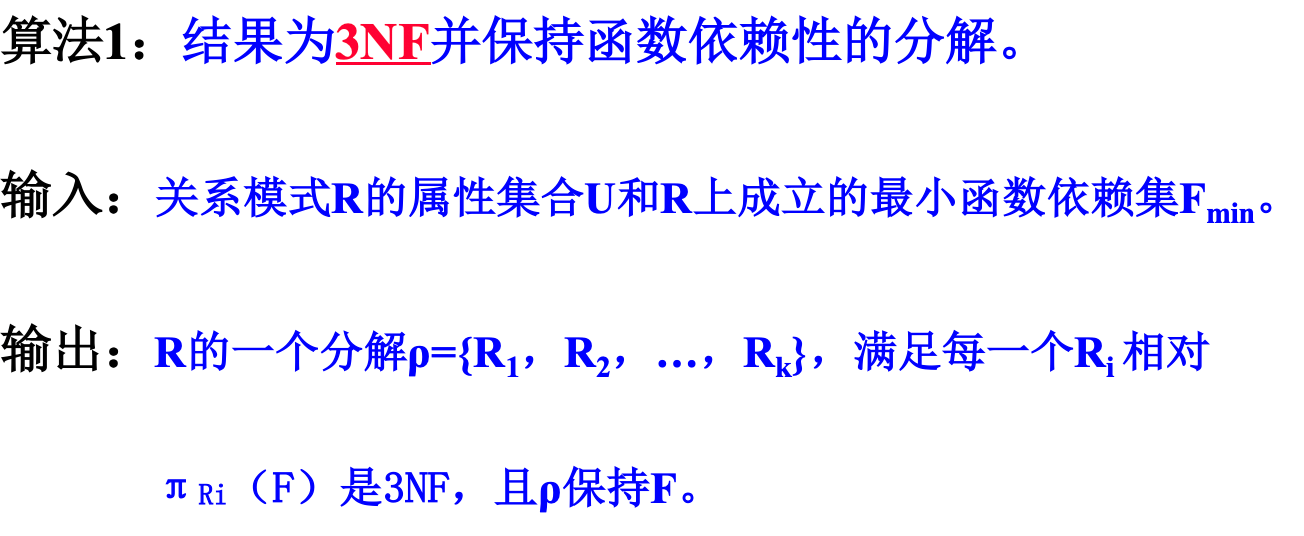 算法1：结果为3NF并保持函数依赖性的分解。
输入：关系模式R的属性集合U和R上成立的最小函数依赖集Fmin。
输出：R的一个分解ρ={R1，R2，…，Rk}，满足每一个Ri 相对
π Ri（F）是3NF，且ρ保持F。